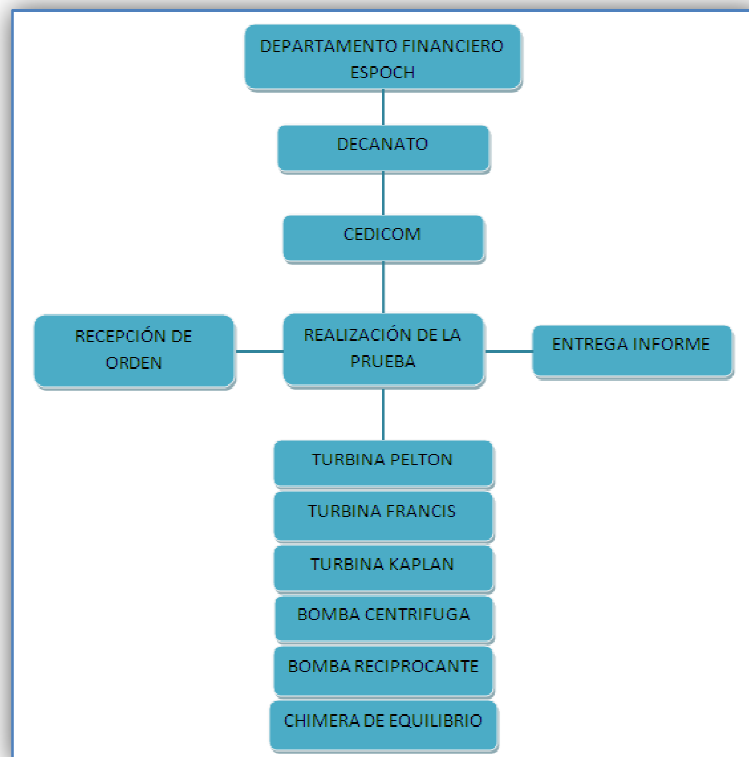 DEPARTAMENTO FINANCIERO
ESPOCH
DECANATO
CEDICOM
RECEPCIÓN DE
ORDEN
REALIZACIÓN DE LA
PRUEBA
ENTREGA INFORME
TURBINA PELTON
TURBINA FRANCIS
TURBINA KAPLAN
BOMBA CENTRIFUGA
BOMBA RECIPROCANTE
CHIMERA DE EQUILIBRIO